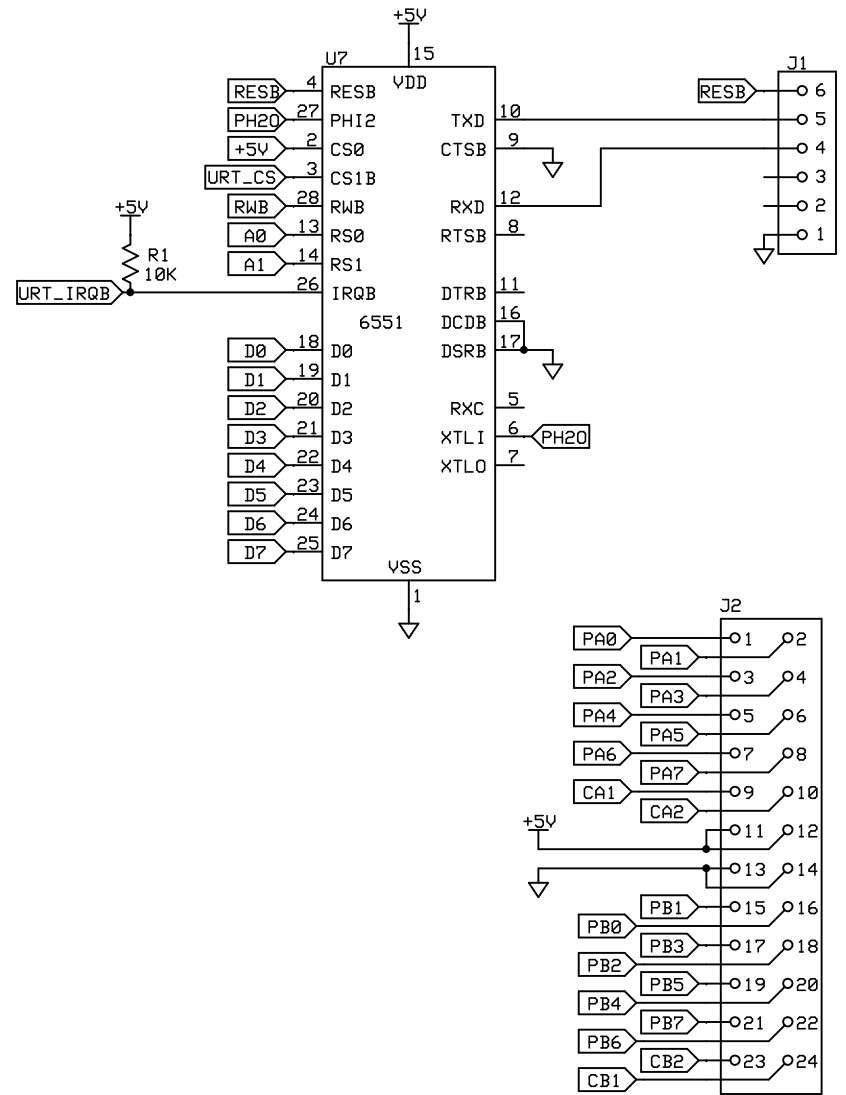 +5V
15
U7
VDD
J1
RESB 4 RESB
RESB 6
PH2O 27 PHI2
TXD 10
5
+5V 2 CS0
CTSB 9
4
URT_CS 3 CS1B
3
RWB 28 RWB
RXD 12
2
A0 13 RS0
RTSB 8
1
A1 14 RS1
+5V
R1
10K
URT_IRQB
26 IRQB
DTRB 11
6551
DCDB 16
D0 18 D0
DSRB 17
D1 19 D1
D2 20 D2
RXC 5
D3 21 D3
XTLI 6 PH2O
D4 22 D4
XTLO 7
D5 23 D5
D6 24 D6
D7 25 D7
VSS
1
J2
PA0 1 2
PA1
PA2 3 4
PA3
PA4 5 6
PA5
PA6 7 8
PA7
CA1 9 10
CA2
+5V
11 12
13 14
PB1 15 16
PB0
PB3 17 18
PB2
PB5 19 20
PB4
PB7 21 22
PB6
CB2 23 24
CB1